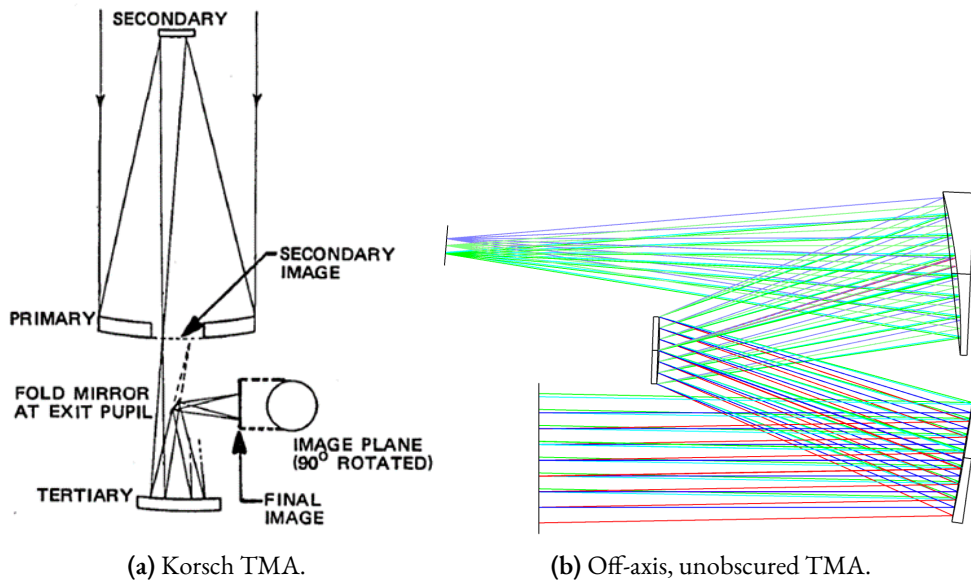 SECONDARY
SECONDARY
IMAGE
PRIMARY
FOLD MIRROR
AT EXIT PUPIL
IMAGE PLANE
(90° ROTATED)
TERTIARY
FINAL
IMAGE
(a) Korsch TMA.
(b) Off-axis, unobscured TMA.